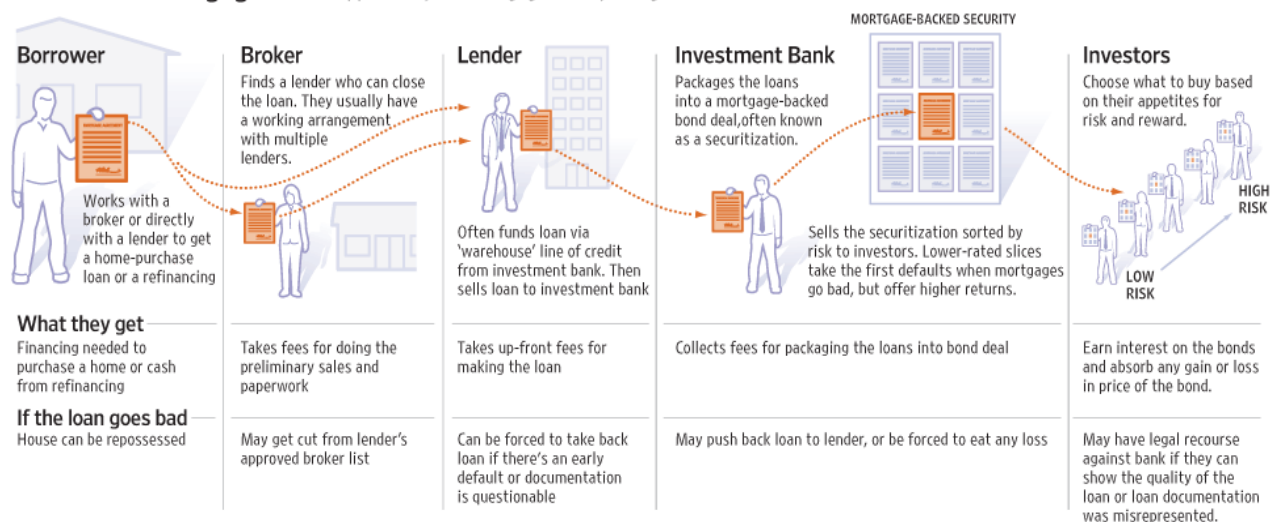 MORTGAGE-BACKED SECURITY
Borrower
Works with a
broker or directly
with a lender to get
a home-purchase
loan or a refinancing
Broker
Finds a lender who can close
the loan. They usually have
a working arrangement
with multiple
lenders.
Lender
Often funds loan via
‘warehouse’ line of credit
from investment bank. Then
sells loan to investment bank
Investment Bank
Packages the loans
into a mortgage-backed
bond deal,often known
as a securitization.
Sells the securitization sorted by
risk to investors. Lower-rated slices
take the first defaults when mortgages
go bad, but offer higher returns.
Investors
Choose what to buy based
on their appetites for
risk and reward.
HIGH
RISK
LOW
RISK
What they get
Financing needed to
purchase a home or cash
from refinancing
Takes fees for doing the
preliminary sales and
paperwork
Takes up-front fees for
making the loan
Collects fees for packaging the loans into bond deal
Earn interest on the bonds
and absorb any gain or loss
in price of the bond.
If the loan goes bad
House can be repossessed
May get cut from lender’s
approved broker list
Can be forced to take back
loan if there’s an early
default or documentation
is questionable
May push back loan to lender, or be forced to eat any loss
May have legal recourse
against bank if they can
show the quality of the
loan or loan documentation
was misrepresented.